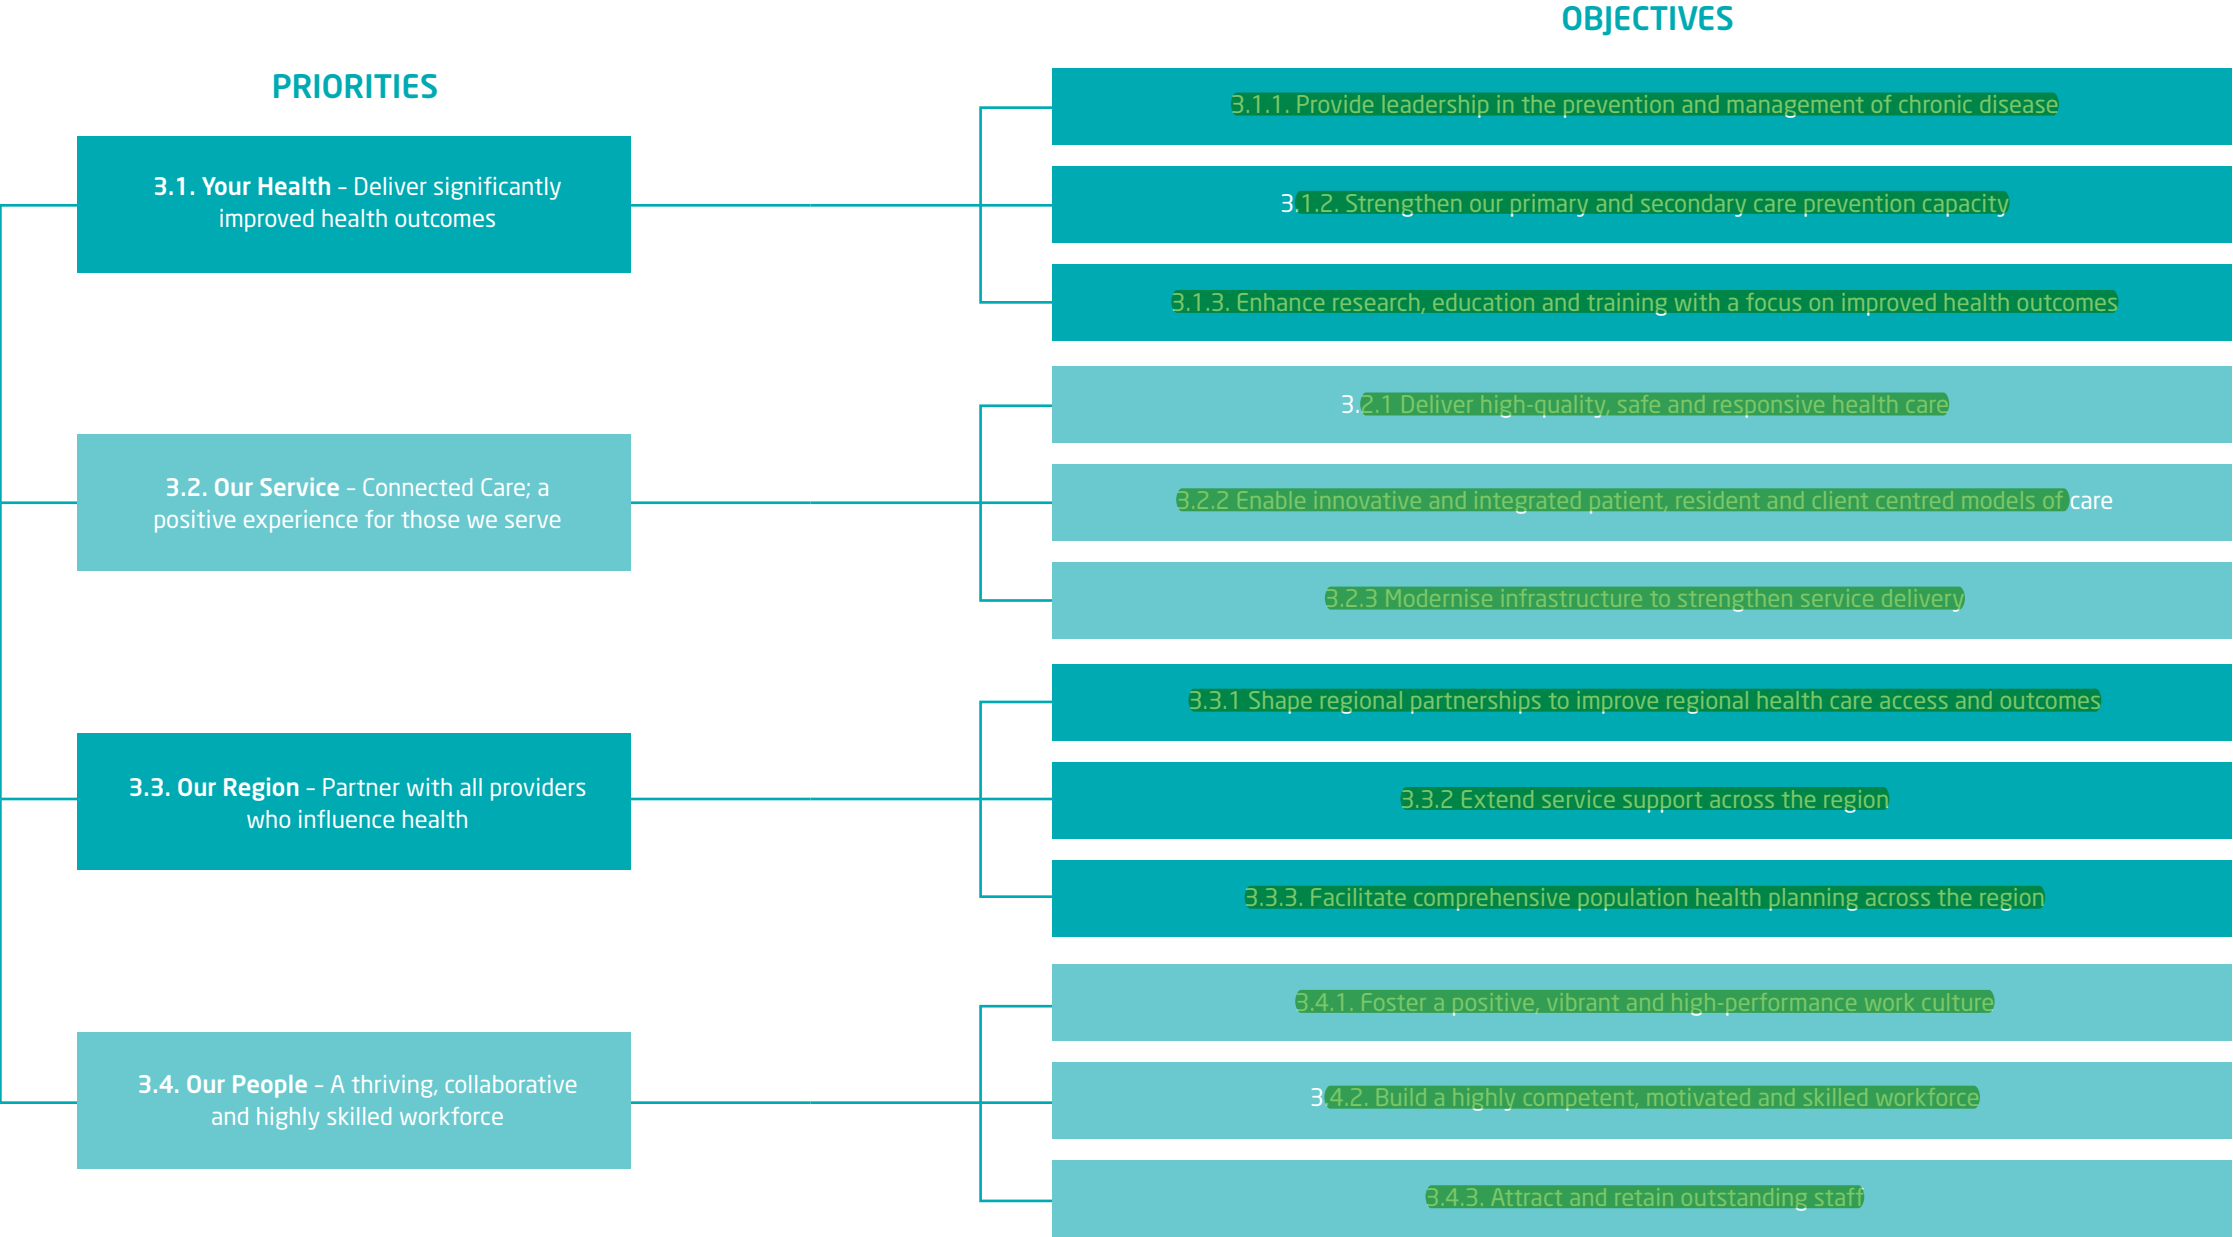 OBJECTIVES
PRIORITIES
3.1. Your Health – Deliver significantly
improved health outcomes
3.1.1. Provide leadership in the prevention and management of chronic disease
3.1.2. Strengthen our primary and secondary care prevention capacity
3.1.3. Enhance research, education and training with a focus on improved health outcomes
3.2. Our Service – Connected Care; a
positive experience for those we serve
3.2.1 Deliver high-quality, safe and responsive health care
3.2.2 Enable innovative and integrated patient, resident and client centred models of care
3.2.3 Modernise infrastructure to strengthen service delivery
3.3. Our Region – Partner with all providers
who influence health
3.3.1 Shape regional partnerships to improve regional health care access and outcomes
3.3.2 Extend service support across the region
3.3.3. Facilitate comprehensive population health planning across the region
3.4. Our People – A thriving, collaborative
and highly skilled workforce
3.4.1. Foster a positive, vibrant and high-performance work culture
3.4.2. Build a highly competent, motivated and skilled workforce
3.4.3. Attract and retain outstanding staff